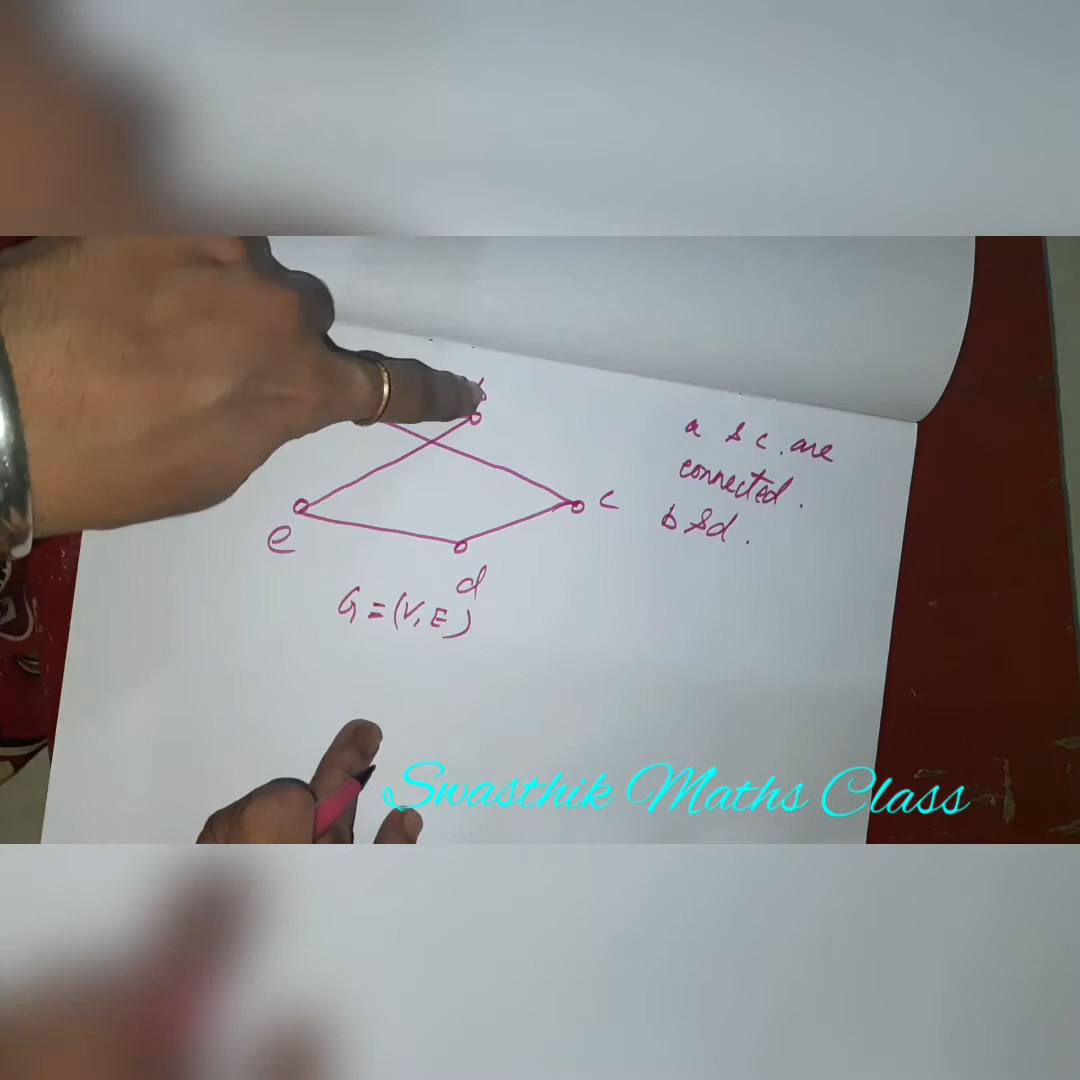 a & c. are
connected.
b & d.
c
e
d
G = (V, E)
Swasthik Maths Class